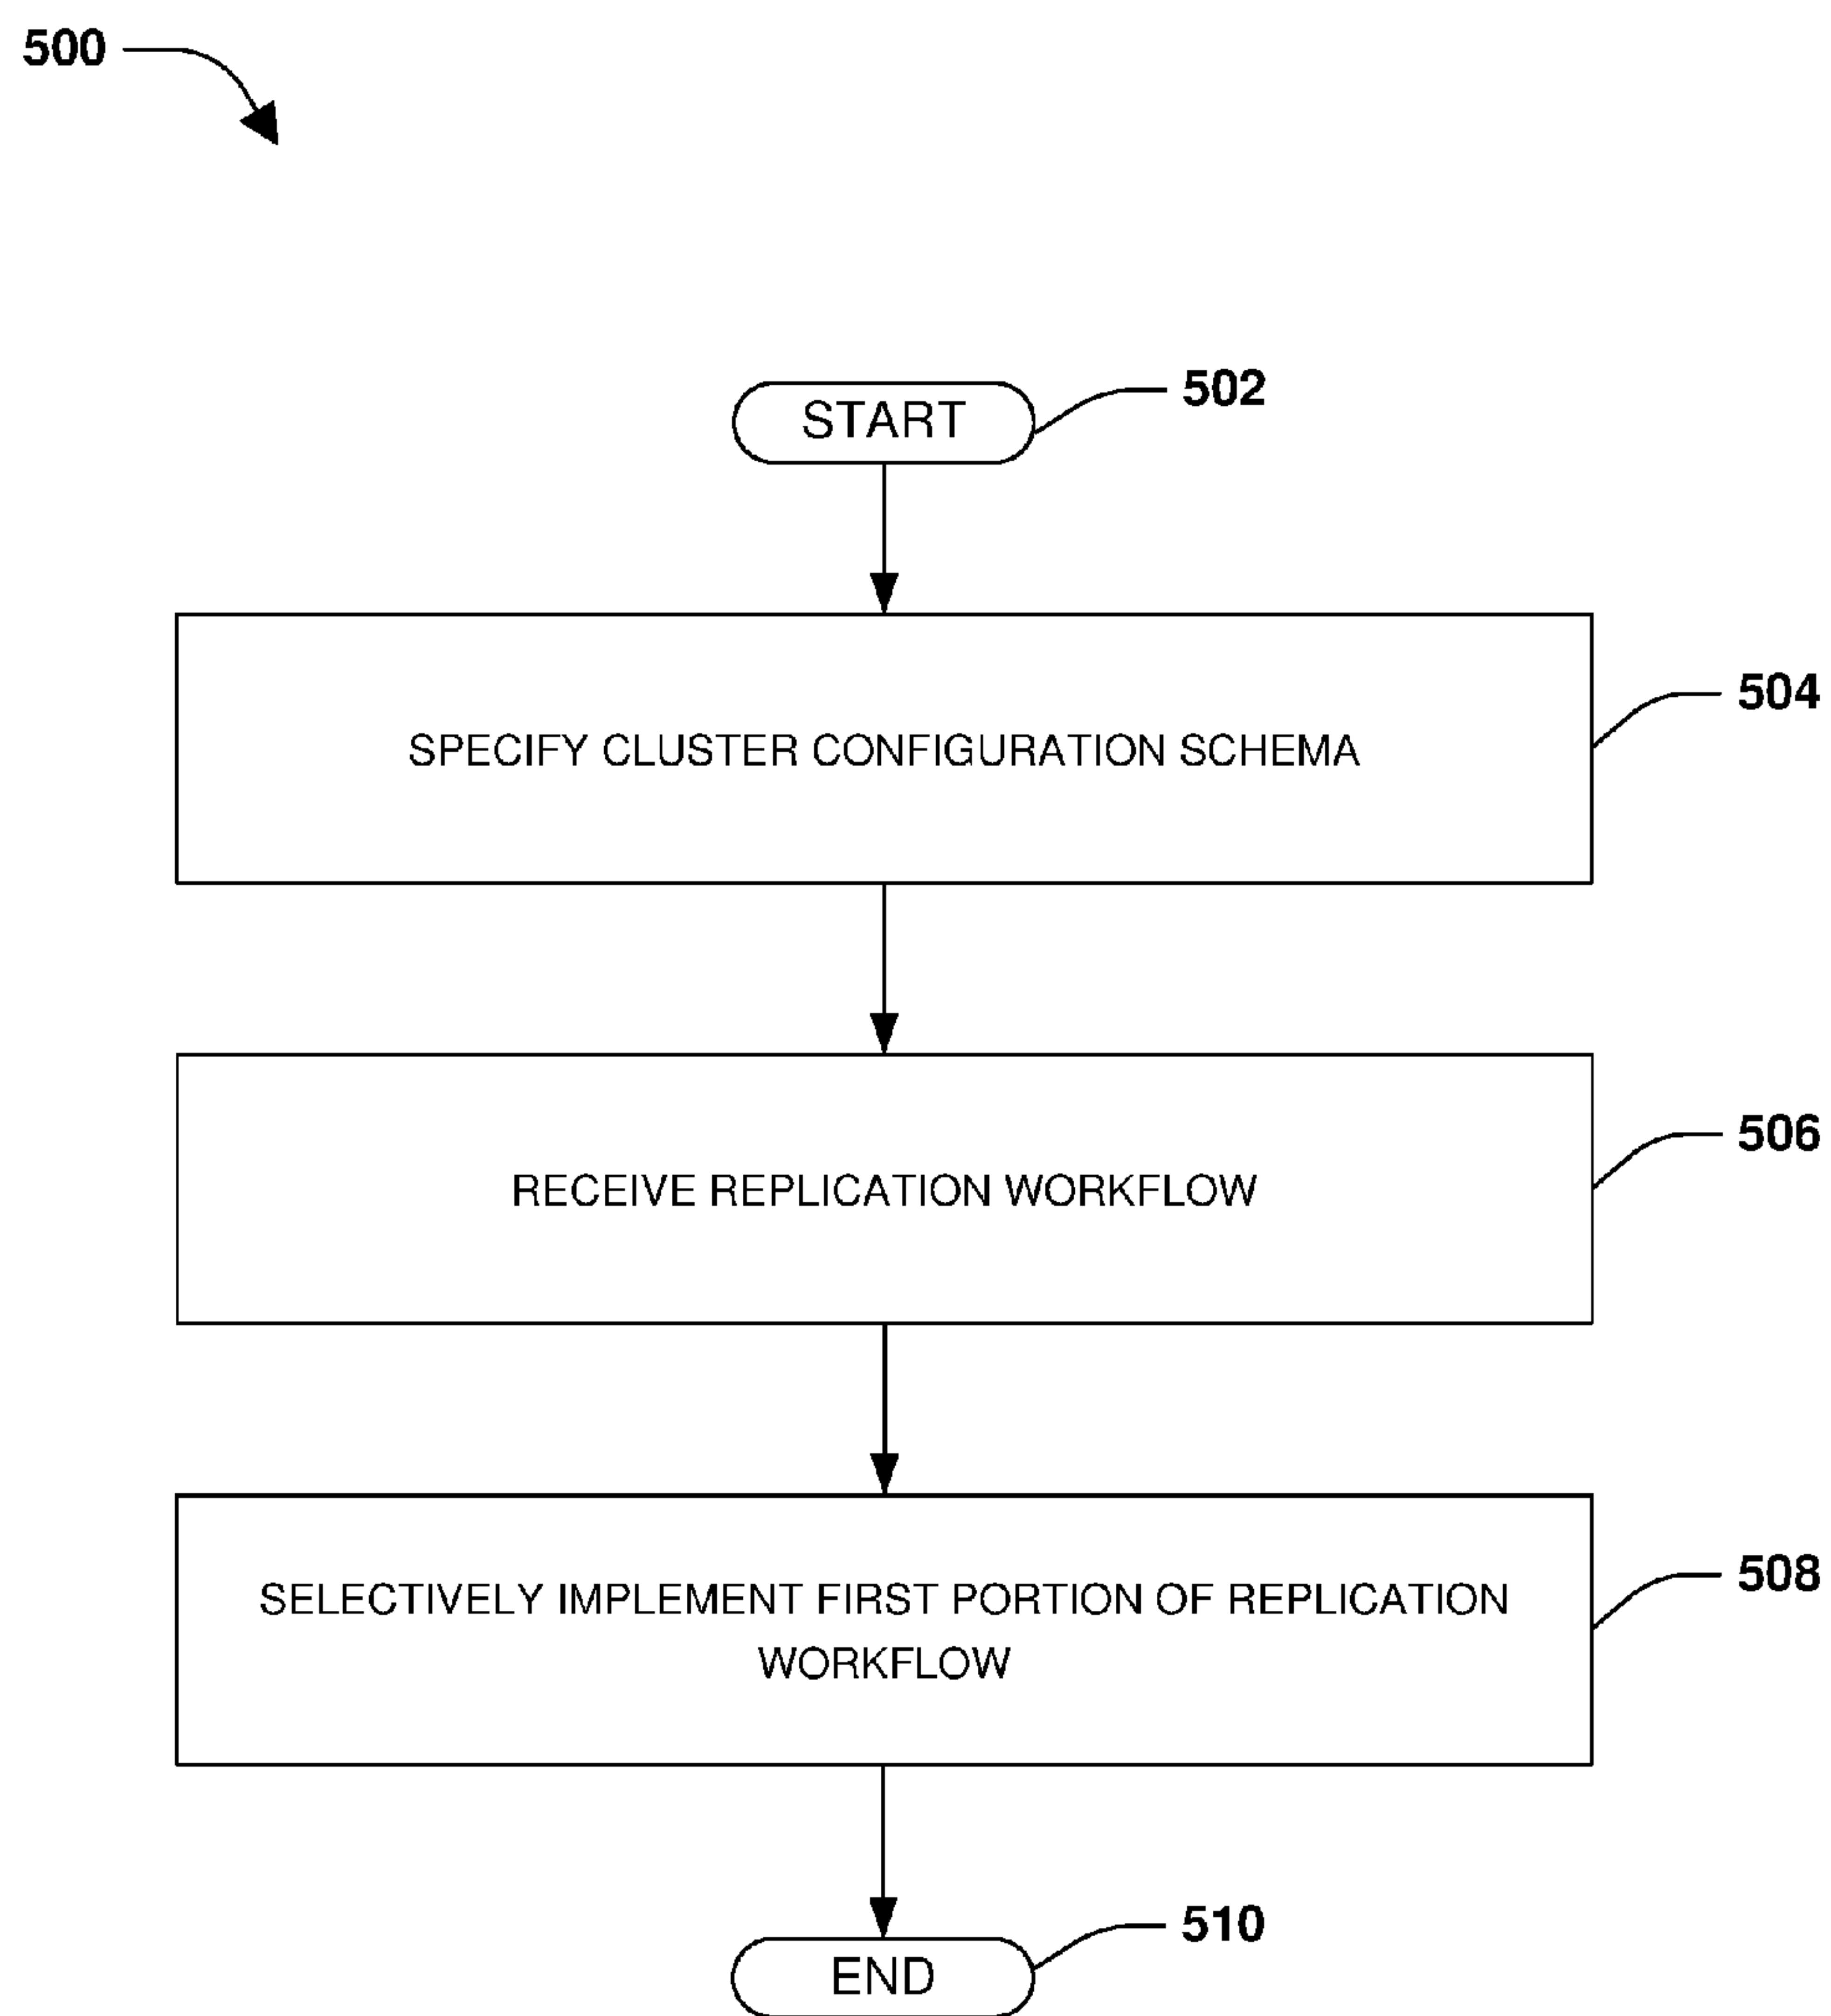 500
START
502
SPECIFY CLUSTER CONFIGURATION SCHEMA
504
RECEIVE REPLICATION WORKFLOW
506
SELECTIVELY IMPLEMENT FIRST PORTION OF REPLICATION
WORKFLOW
508
END
510